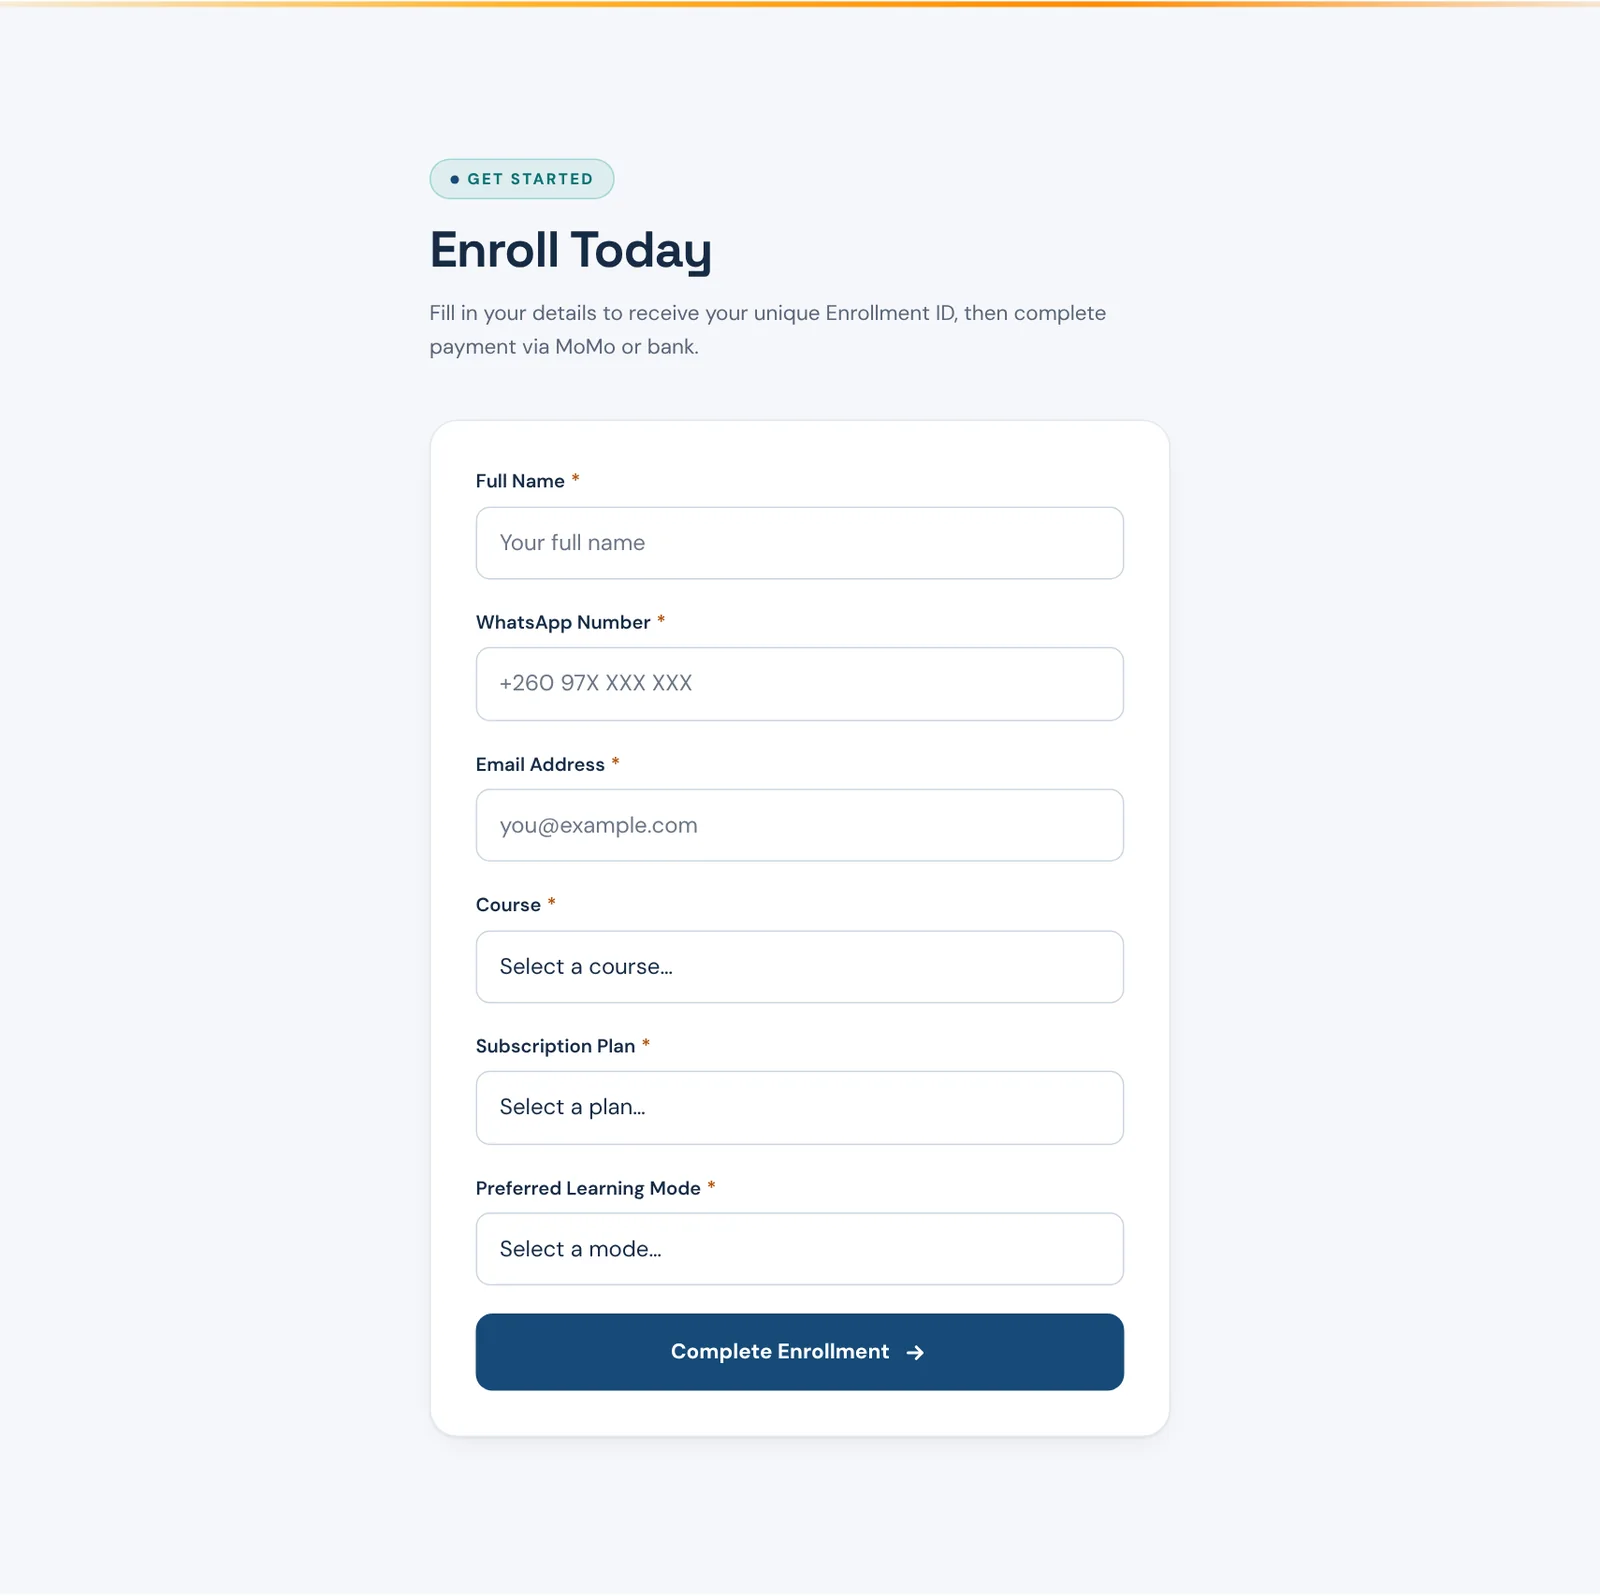 GET STARTED
Enroll Today
Fill in your details to receive your unique Enrollment ID, then complete
payment via MoMo or bank.
Full Name *
Your full name
WhatsApp Number *
+260 97X XXX XXX
Email Address *
you@example.com
Course *
Select a course...
Subscription Plan *
Select a plan...
Preferred Learning Mode *
Select a mode...
Complete Enrollment →